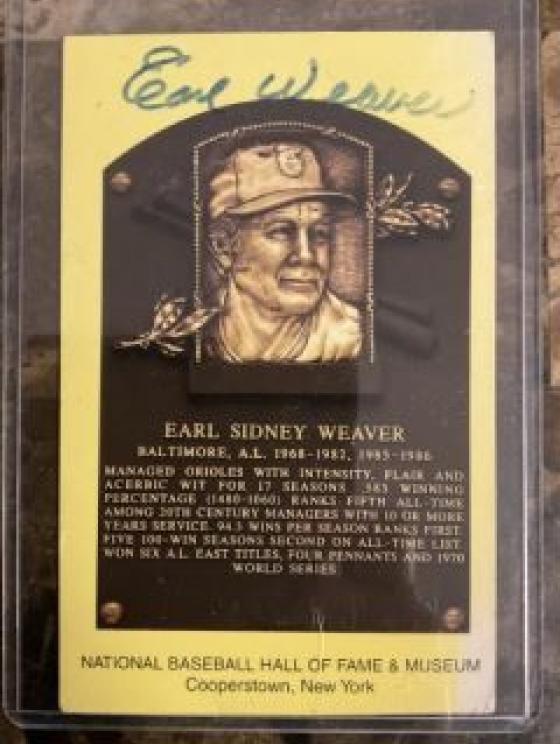 Earl Weaver
EARL SIDNEY WEAVER
BALTIMORE, A.L. 1968-1982, 1985-1986
MANAGED ORIOLES WITH INTENSITY, FLAIR AND
ACERBIC WIT FOR 17 SEASONS. .583 WINNING
PERCENTAGE (1480-1060) RANKS FIFTH ALL-TIME
AMONG 20TH CENTURY MANAGERS WITH 10 OR MORE
YEARS SERVICE. 94.3 WINS PER SEASON RANKS FIRST.
FIVE 100-WIN SEASONS SECOND ON ALL-TIME LIST.
WON SIX A.L. EAST TITLES, FOUR PENNANTS AND 1970
WORLD SERIES.
NATIONAL BASEBALL HALL OF FAME & MUSEUM
Cooperstown, New York